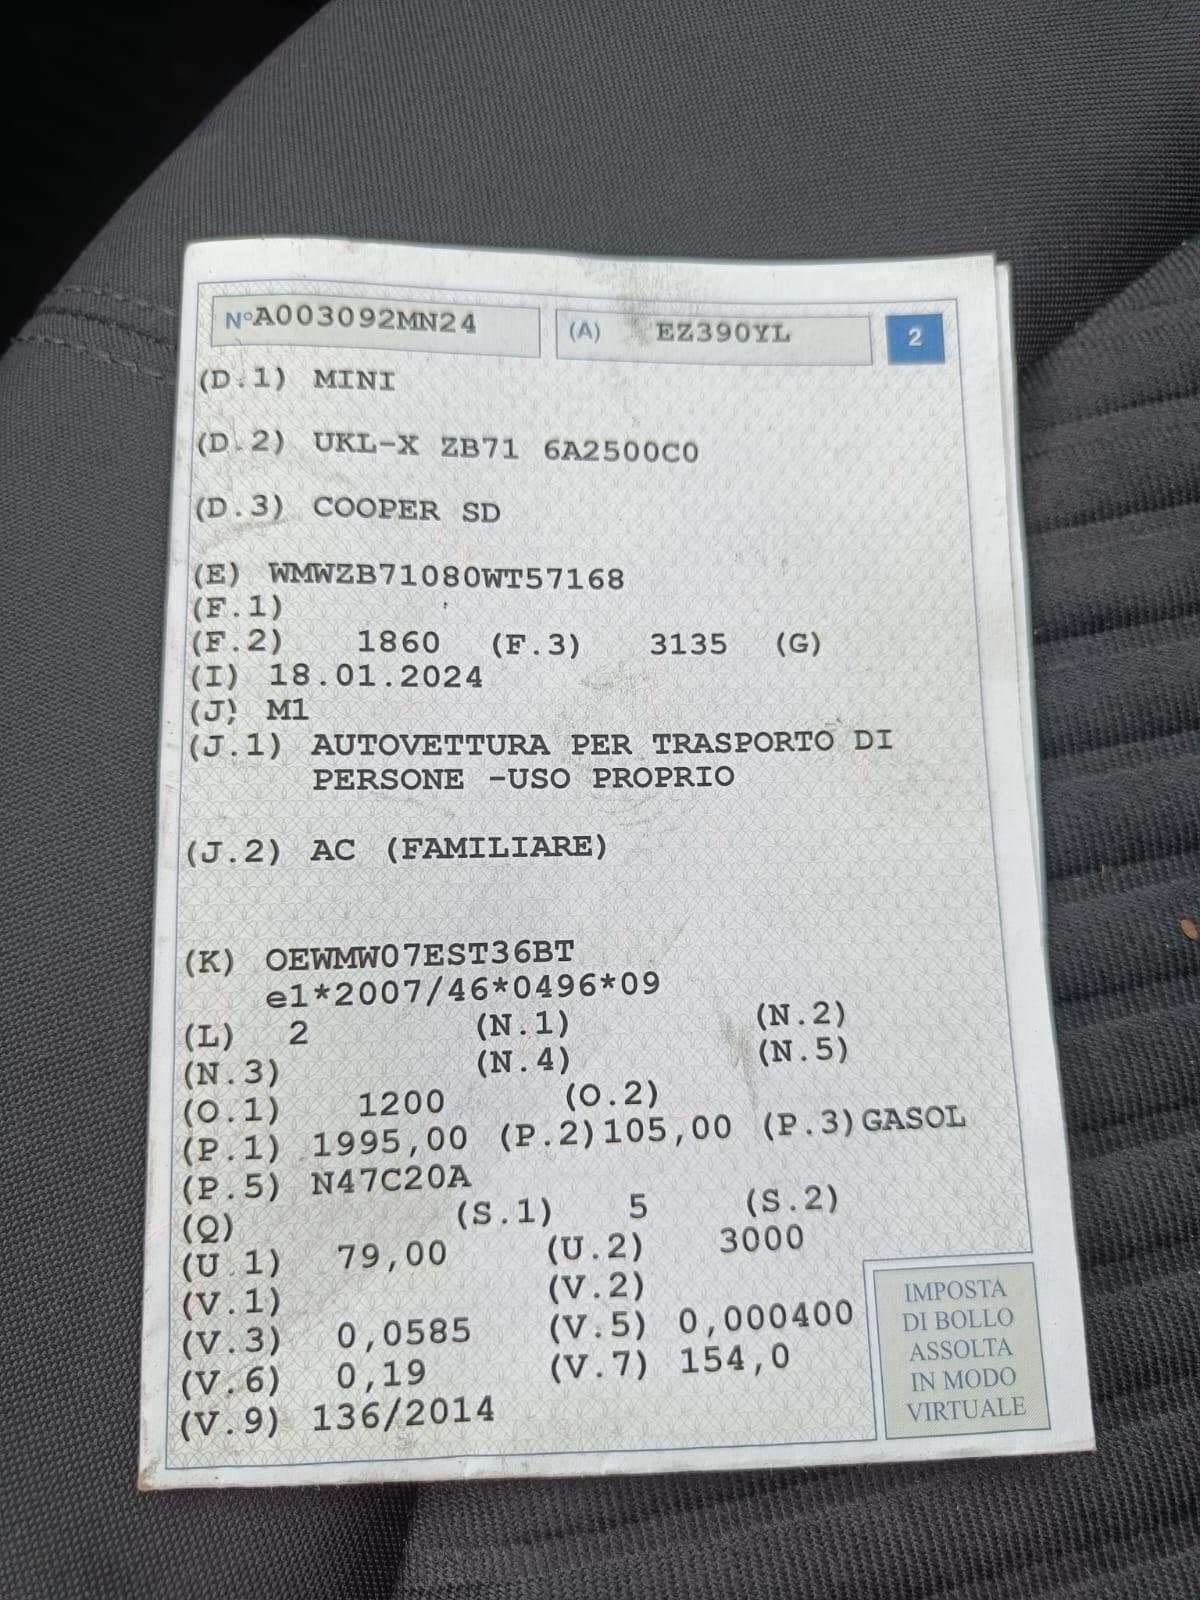 N°A003092MN24 (A) EZ390YL 2
(D.1) MINI
(D.2) UKL-X ZB71 6A2500C0
(D.3) COOPER SD
(E) WMWZB71080WT57168
(F.1)
(F.2) 1860 (F.3) 3135 (G)
(I) 18.01.2024
(J) M1
(J.1) AUTOVETTURA PER TRASPORTO DI
PERSONE -USO PROPRIO
(J.2) AC (FAMILIARE)
(K) OEWMW07EST36BT
e1*2007/46*0496*09
(L) 2 (N.1) (N.2)
(N.3) (N.4) (N.5)
(O.1) 1200 (O.2)
(P.1) 1995,00 (P.2)105,00 (P.3)GASOL
(P.5) N47C20A
(Q) (S.1) 5 (S.2)
(U.1) 79,00 (U.2) 3000
(V.1) (V.2)
(V.3) 0,0585 (V.5) 0,000400
(V.6) 0,19 (V.7) 154,0
(V.9) 136/2014
IMPOSTA
DI BOLLO
ASSOLTA
IN MODO
VIRTUALE